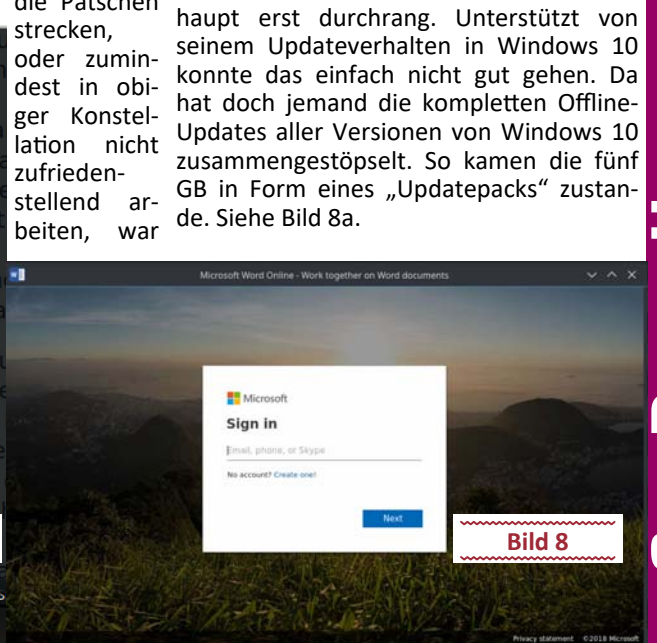 die Patschen
strecken,
oder zumin-
dest in obi-
ger Konstel-
lation nicht
zufrieden-
stellend ar-
beiten, war
haupt erst durchrang. Unterstützt von
seinem Updateverhalten in Windows 10
konnte das einfach nicht gut gehen. Da
hat doch jemand die kompletten Offline-
Updates aller Versionen von Windows 10
zusammengestöpselt. So kamen die fünf
GB in Form eines „Updatepacks“ zustan-
de. Siehe Bild 8a.
Microsoft Word Online - Work together on Word documents
Microsoft
Sign in
Email, phone, or Skype
No account? Create one!
Next
Bild 8
Privacy statement ©2018 Microsoft